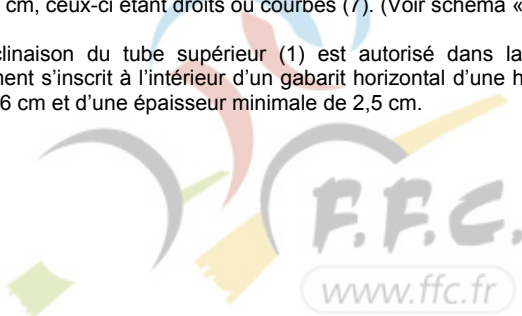 cm, ceux-ci étant droits ou courbes (7). (Voir schéma «
clinaison du tube supérieur (1) est autorisé dans la
ment s’inscrit à l’intérieur d’un gabarit horizontal d’une h
6 cm et d’une épaisseur minimale de 2,5 cm.
F.F.C.
www.ffc.fr